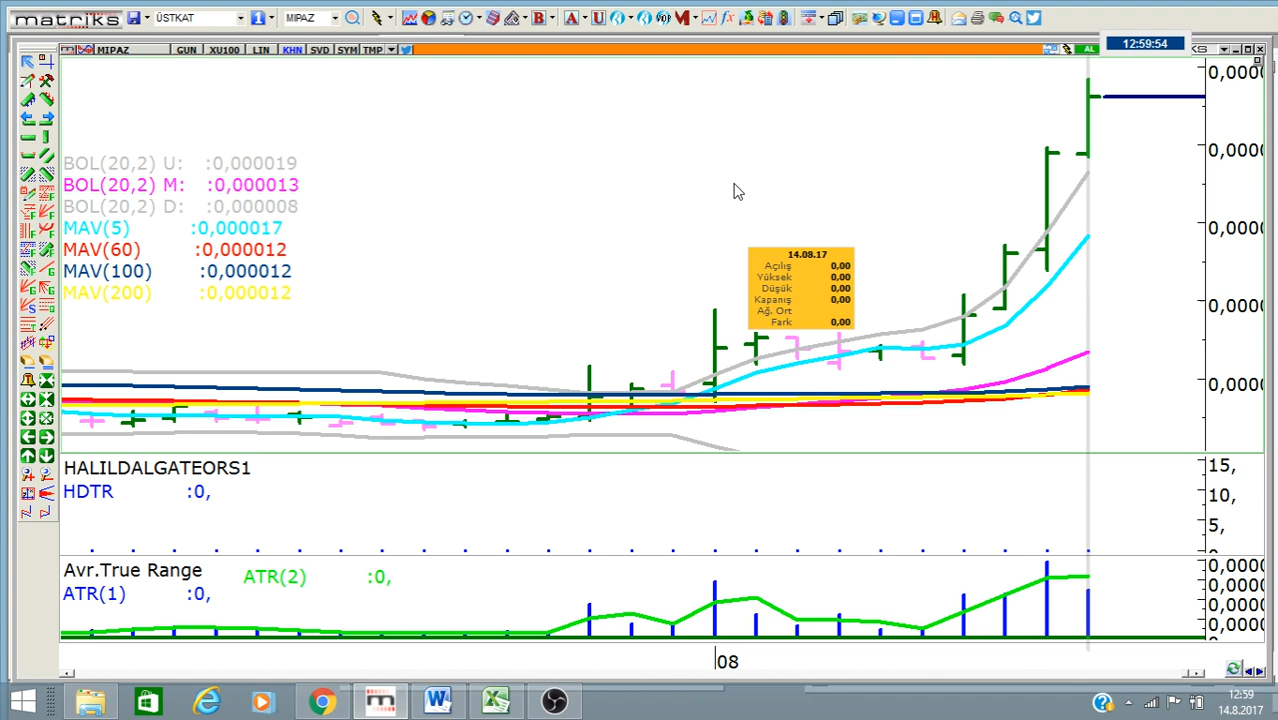 matriks ÜSTKAT MIPAZ
MIPAZ GUN XU100 LIN KHN SVD SYM TMP AL KS
12:59:54
BOL(20,2) U: :0,000019
BOL(20,2) M: :0,000013
BOL(20,2) D: :0,000008
MAV(5) :0,000017
MAV(60) :0,000012
MAV(100) :0,000012
MAV(200) :0,000012
14.08.17
Açılış 0,00
Yüksek 0,00
Düşük 0,00
Kapanış 0,00
Ağ. Ort
Fark 0,00
0,0000
0,0000
0,0000
0,0000
0,0000
HALILDALGATEORS1
HDTR :0,
15,
10,
5,
Avr.True Range
ATR(2) :0,
ATR(1) :0,
0,0000
0,0000
0,0000
0,0000
08
12:59
14.8.2017